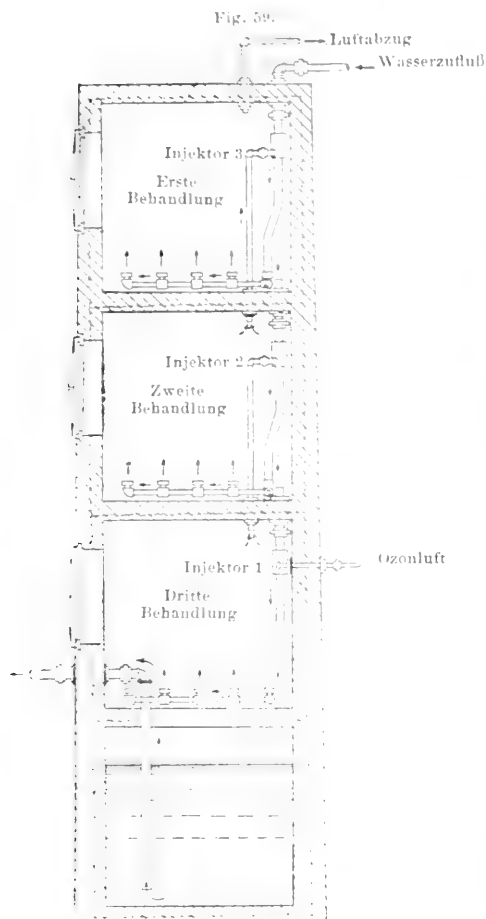 Fig. 59.
Luftabzug
Wasserzufluß
Injektor 3
Erste
Behandlung
Injektor 2
Zweite
Behandlung
Injektor 1
Ozonluft
Dritte
Behandlung